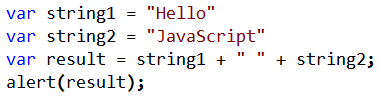 var string1 = "Hello"
var string2 = "JavaScript"
var result = string1 + " " + string2;
alert(result);